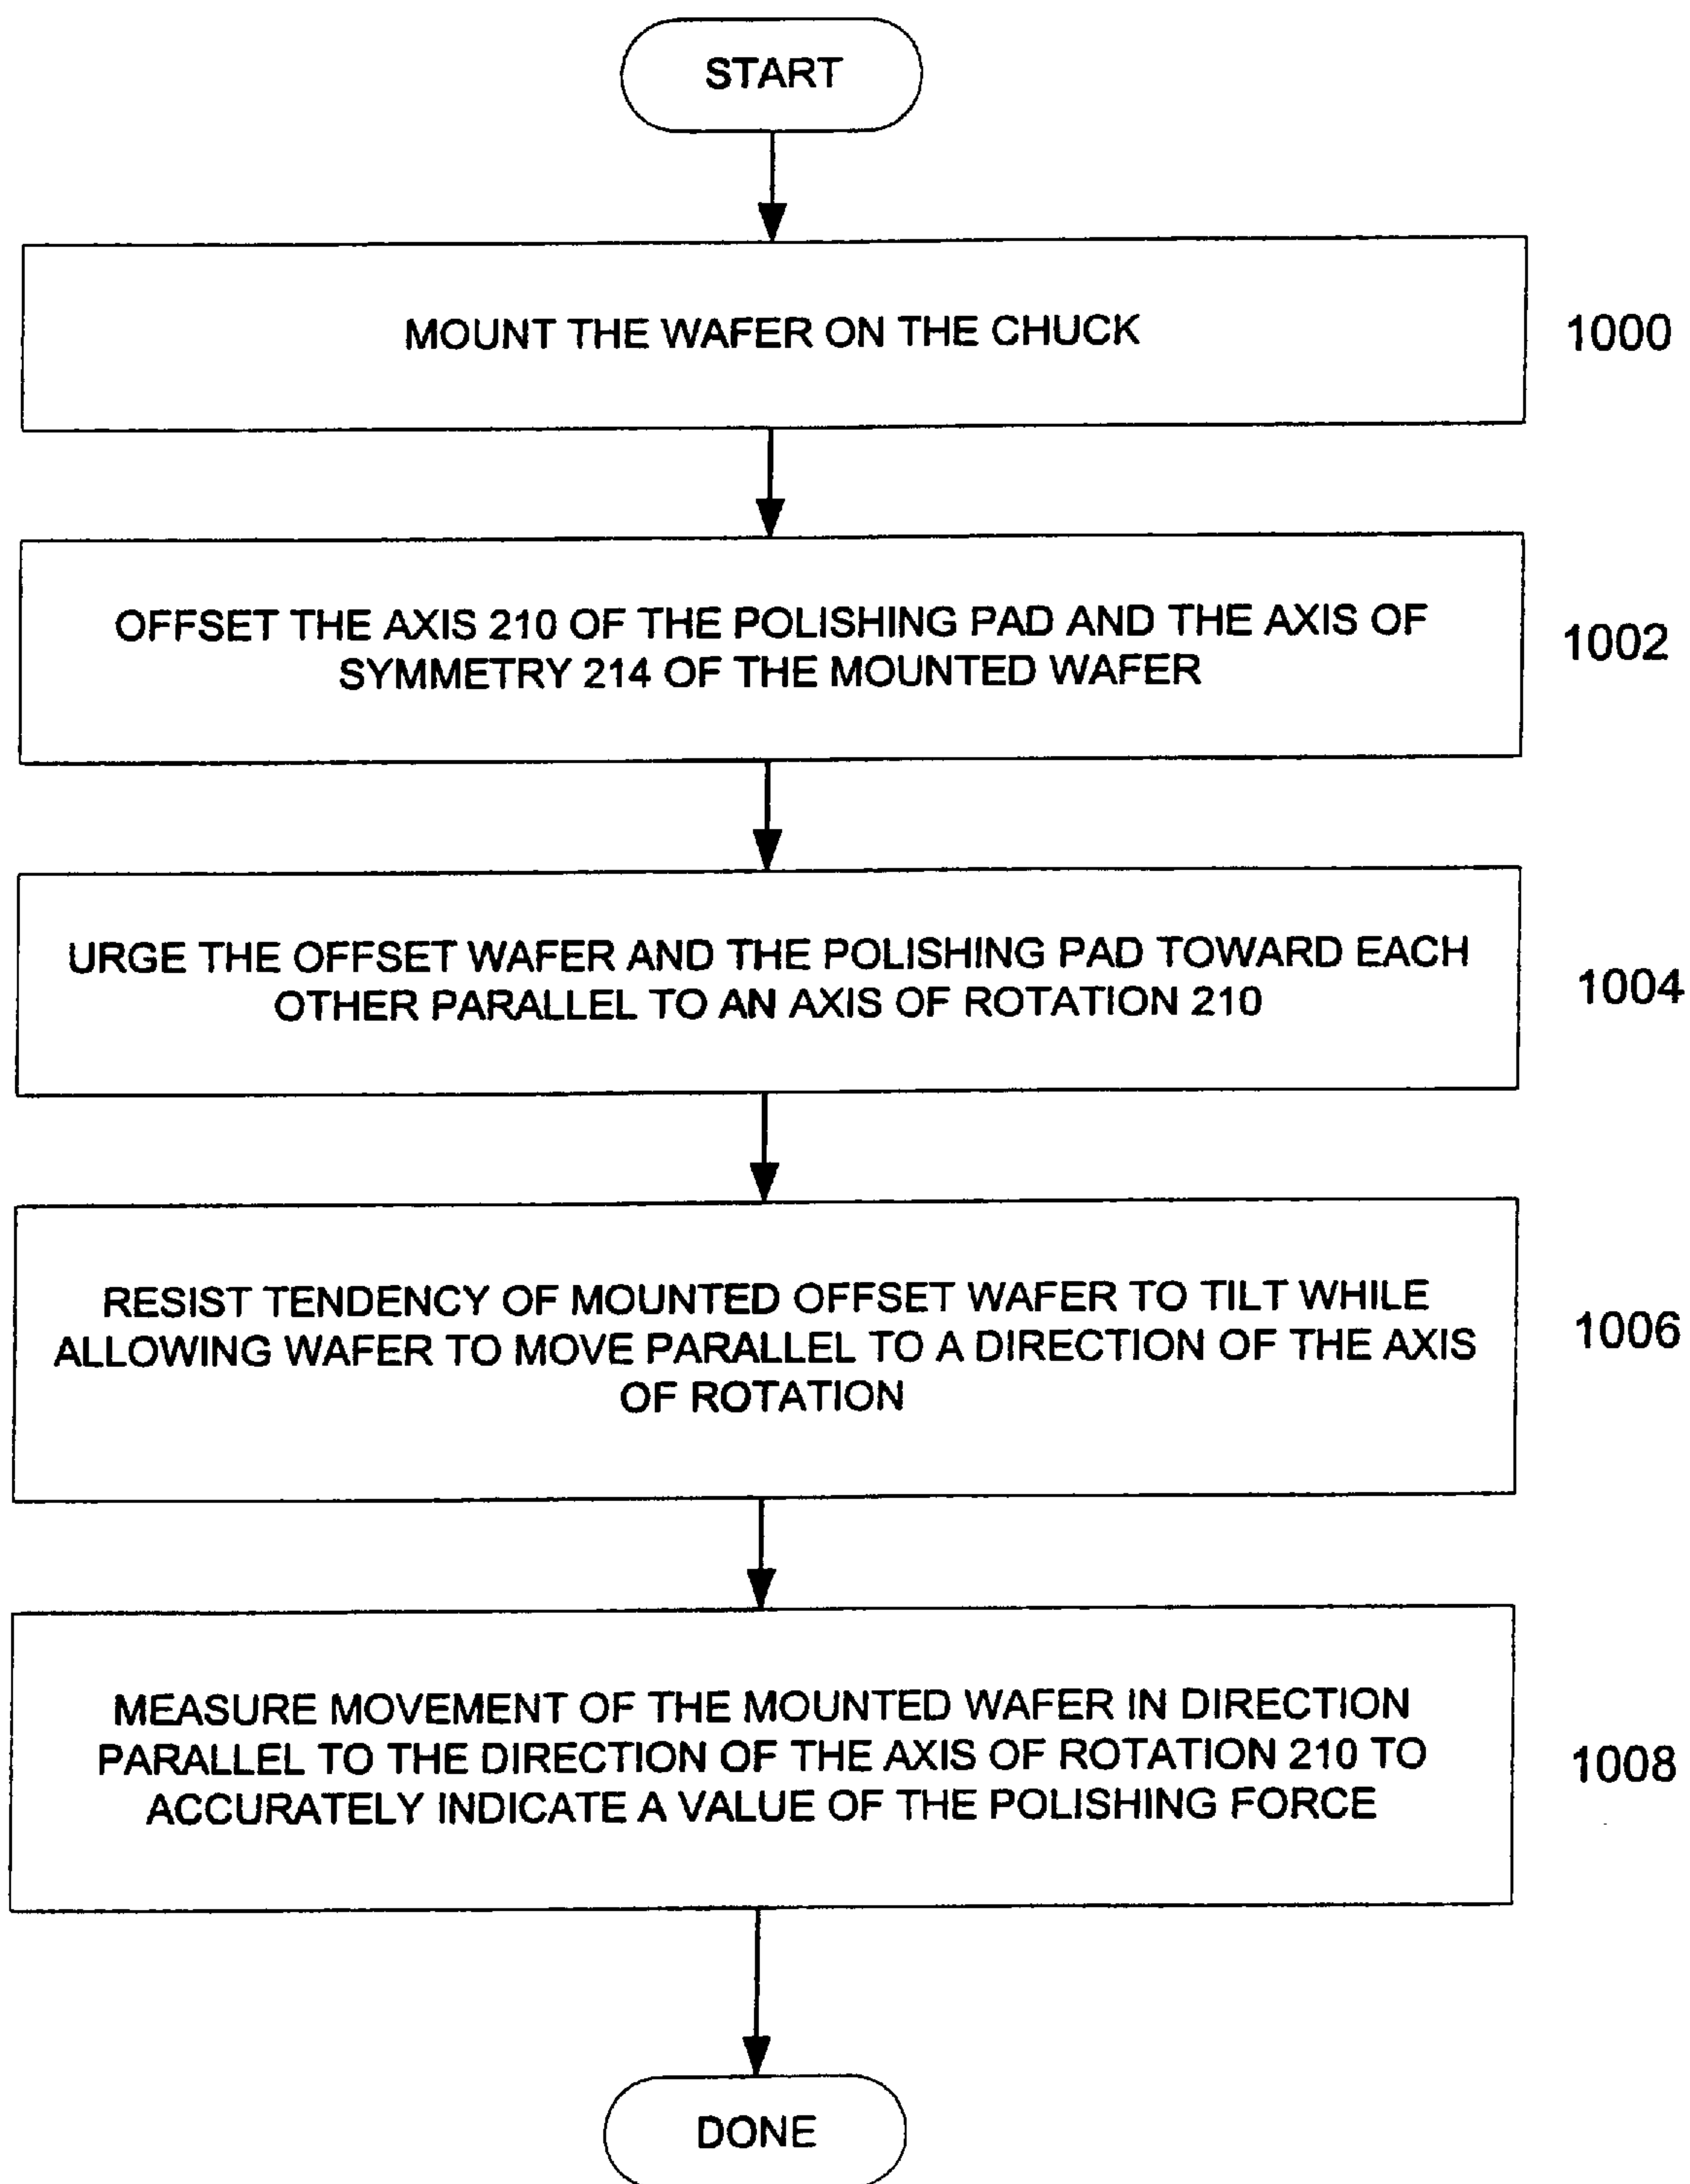 START
MOUNT THE WAFER ON THE CHUCK
1000
OFFSET THE AXIS 210 OF THE POLISHING PAD AND THE AXIS OF
SYMMETRY 214 OF THE MOUNTED WAFER
1002
URGE THE OFFSET WAFER AND THE POLISHING PAD TOWARD EACH
OTHER PARALLEL TO AN AXIS OF ROTATION 210
1004
RESIST TENDENCY OF MOUNTED OFFSET WAFER TO TILT WHILE
ALLOWING WAFER TO MOVE PARALLEL TO A DIRECTION OF THE AXIS
OF ROTATION
1006
MEASURE MOVEMENT OF THE MOUNTED WAFER IN DIRECTION
PARALLEL TO THE DIRECTION OF THE AXIS OF ROTATION 210 TO
ACCURATELY INDICATE A VALUE OF THE POLISHING FORCE
1008
DONE